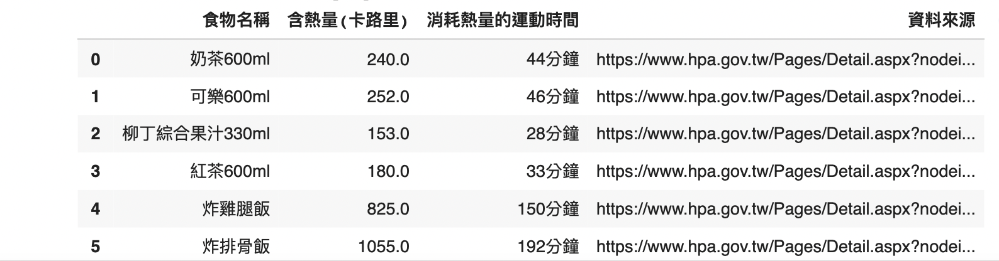 食物名稱 含熱量(卡路里) 消耗熱量的運動時間 資料來源
0 奶茶600ml 240.0 44分鐘 https://www.hpa.gov.tw/Pages/Detail.aspx?nodei...
1 可樂600ml 252.0 46分鐘 https://www.hpa.gov.tw/Pages/Detail.aspx?nodei...
2 柳丁綜合果汁330ml 153.0 28分鐘 https://www.hpa.gov.tw/Pages/Detail.aspx?nodei...
3 紅茶600ml 180.0 33分鐘 https://www.hpa.gov.tw/Pages/Detail.aspx?nodei...
4 炸雞腿飯 825.0 150分鐘 https://www.hpa.gov.tw/Pages/Detail.aspx?nodei...
5 炸排骨飯 1055.0 192分鐘 https://www.hpa.gov.tw/Pages/Detail.aspx?nodei...